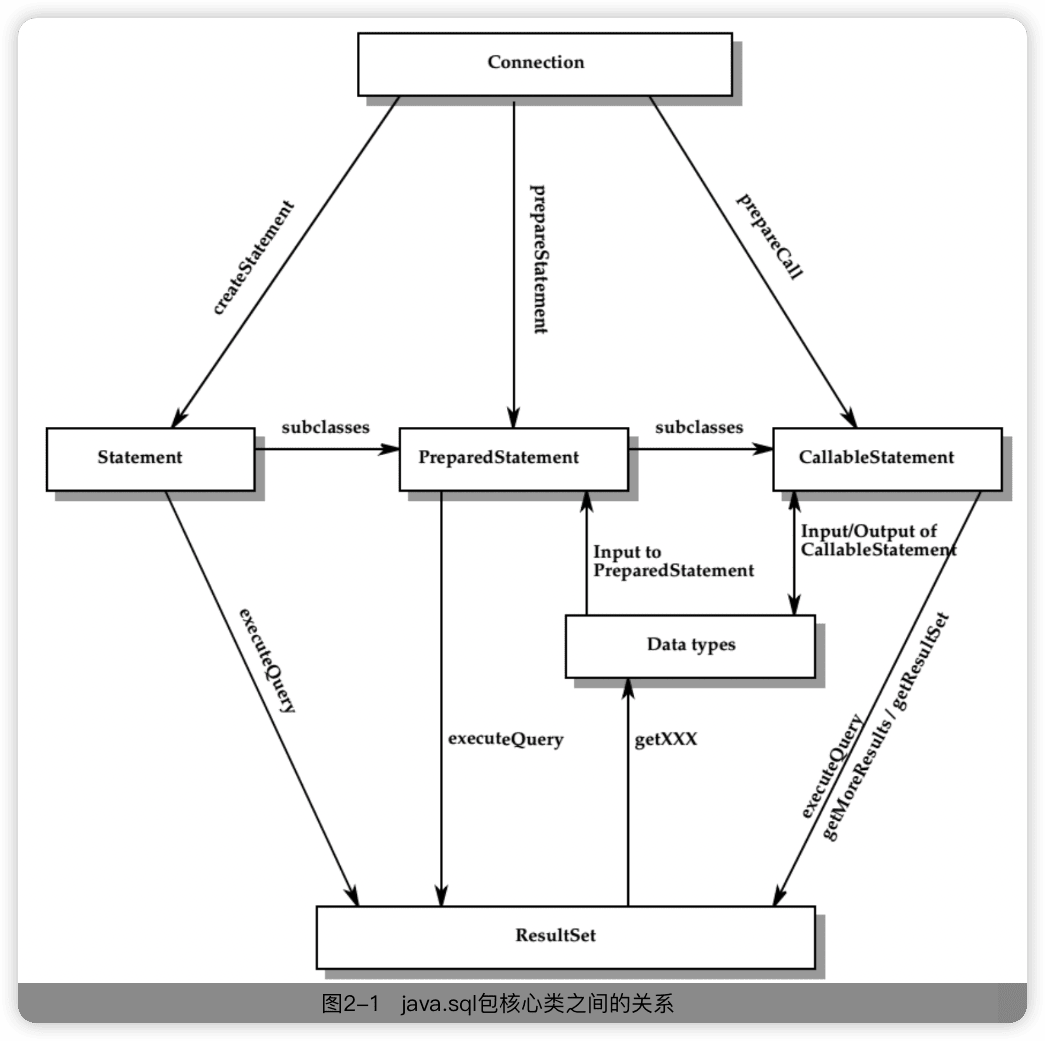 Connection
createStatement
prepareStatement
prepareCall
subclasses
subclasses
Statement
PreparedStatement
CallableStatement
Input to
PreparedStatement
Input/Output of
CallableStatement
Data types
executeQuery
executeQuery
getXXX
executeQuery
getMoreResults / getResultSet
ResultSet
图2-1 java.sql包核心类之间的关系